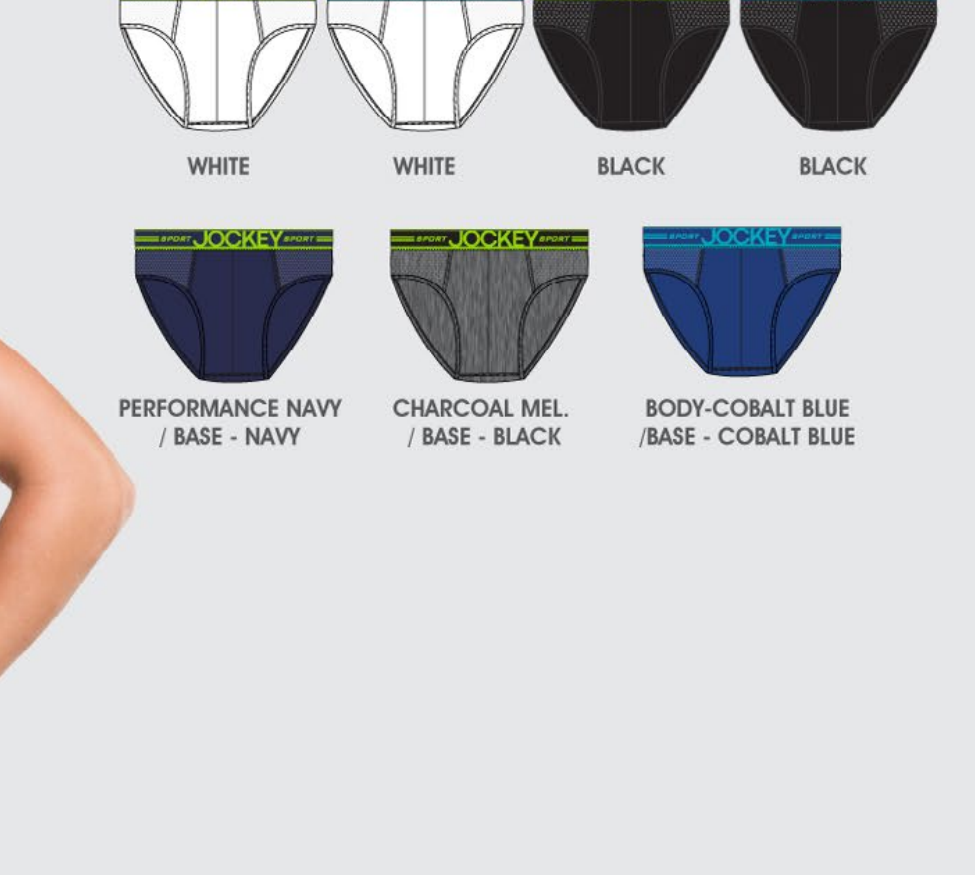 WHITE WHITE BLACK BLACK
SPORT JOCKEY SPORT SPORT JOCKEY SPORT SPORT JOCKEY SPORT
PERFORMANCE NAVY
/ BASE - NAVY
CHARCOAL MEL.
/ BASE - BLACK
BODY-COBALT BLUE
/BASE - COBALT BLUE